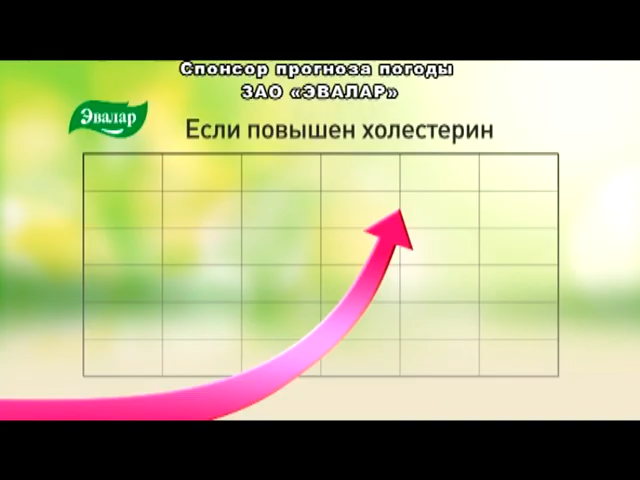 Спонсор прогноза погоды
ЗАО «ЭВАЛАР»
Эвалар
Если повышен холестерин